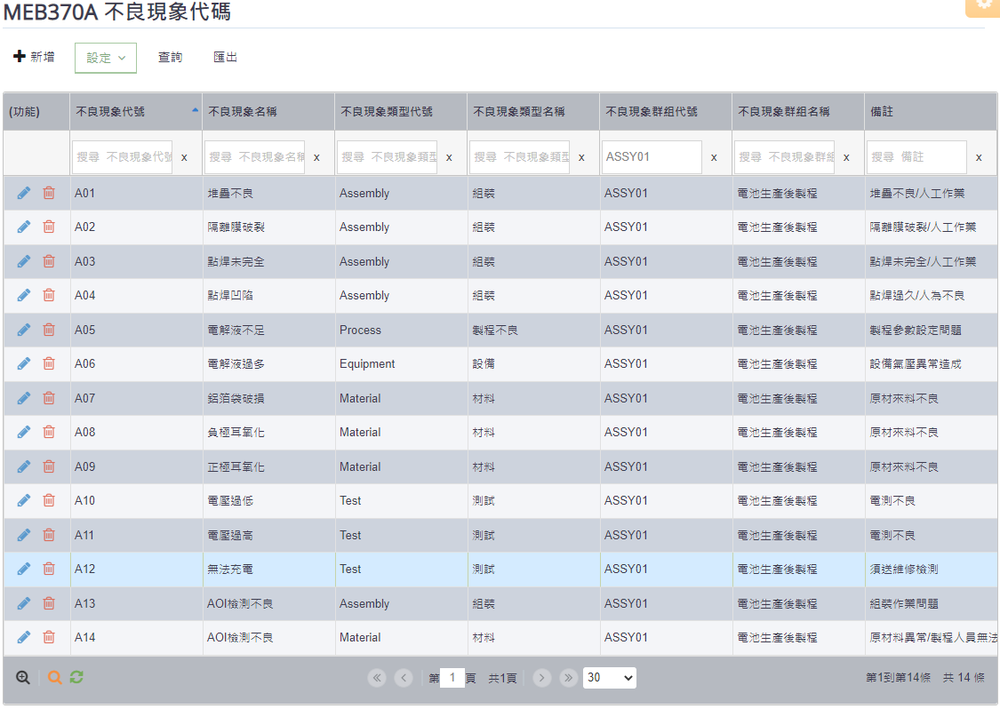 MEB370A 不良現象代碼
新增 設定 查詢 匯出
(功能) 不良現象代號 不良現象名稱 不良現象類型代號 不良現象類型名稱 不良現象群組代號 不良現象群組名稱 備註
搜尋 不良現象代號 x 搜尋 不良現象名稱 x 搜尋 不良現象類型 x 搜尋 不良現象類型 x ASSY01 x 搜尋 不良現象群組 x 搜尋 備註 x
A01 堆疊不良 Assembly 組裝 ASSY01 電池生產後製程 堆疊不良/人工作業
A02 隔離膜破裂 Assembly 組裝 ASSY01 電池生產後製程 隔離膜破裂/人工作業
A03 點焊未完全 Assembly 組裝 ASSY01 電池生產後製程 點焊未完全/人工作業
A04 點焊凹陷 Assembly 組裝 ASSY01 電池生產後製程 點焊過久/人為不良
A05 電解液不足 Process 製程不良 ASSY01 電池生產後製程 製程參數設定問題
A06 電解液過多 Equipment 設備 ASSY01 電池生產後製程 設備氣壓異常造成
A07 鋁箔袋破損 Material 材料 ASSY01 電池生產後製程 原材來料不良
A08 負極耳氧化 Material 材料 ASSY01 電池生產後製程 原材來料不良
A09 正極耳氧化 Material 材料 ASSY01 電池生產後製程 原材來料不良
A10 電壓過低 Test 測試 ASSY01 電池生產後製程 電測不良
A11 電壓過高 Test 測試 ASSY01 電池生產後製程 電測不良
A12 無法充電 Test 測試 ASSY01 電池生產後製程 須送維修檢測
A13 AOI檢測不良 Assembly 組裝 ASSY01 電池生產後製程 組裝作業問題
A14 AOI檢測不良 Material 材料 ASSY01 電池生產後製程 原材料異常/製程人員無法
第 1 頁 共1頁 30 第1到第14條 共 14 條